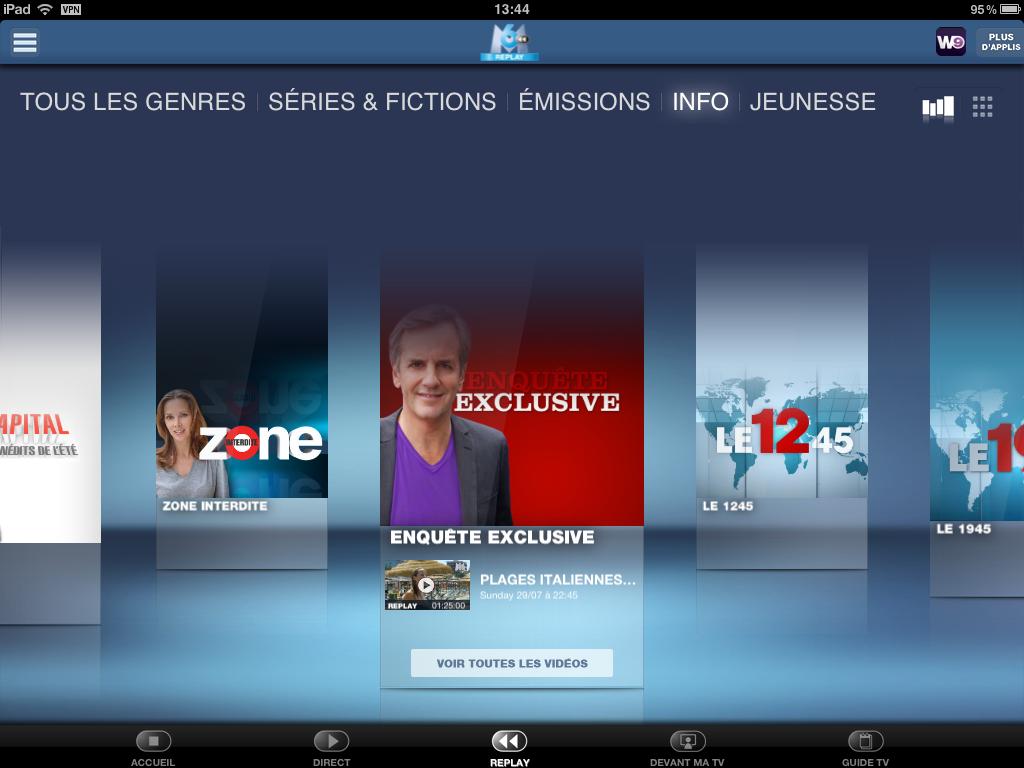 iPad VPN 13:44 95 %
M6 REPLAY
W9 PLUS D'APPLIS
TOUS LES GENRES SÉRIES & FICTIONS ÉMISSIONS INFO JEUNESSE
APITAL
NÉDITS DE L'ÉTÉ
zone
INTERDITE
ZONE INTERDITE
ENQUÊTE
EXCLUSIVE
ENQUÊTE EXCLUSIVE
REPLAY 01:25:00
PLAGES ITALIENNES...
Sunday 29/07 à 22:45
VOIR TOUTES LES VIDÉOS
LE 12 45
LE 1245
LE 19
LE 1945
ACCUEIL DIRECT REPLAY DEVANT MA TV GUIDE TV